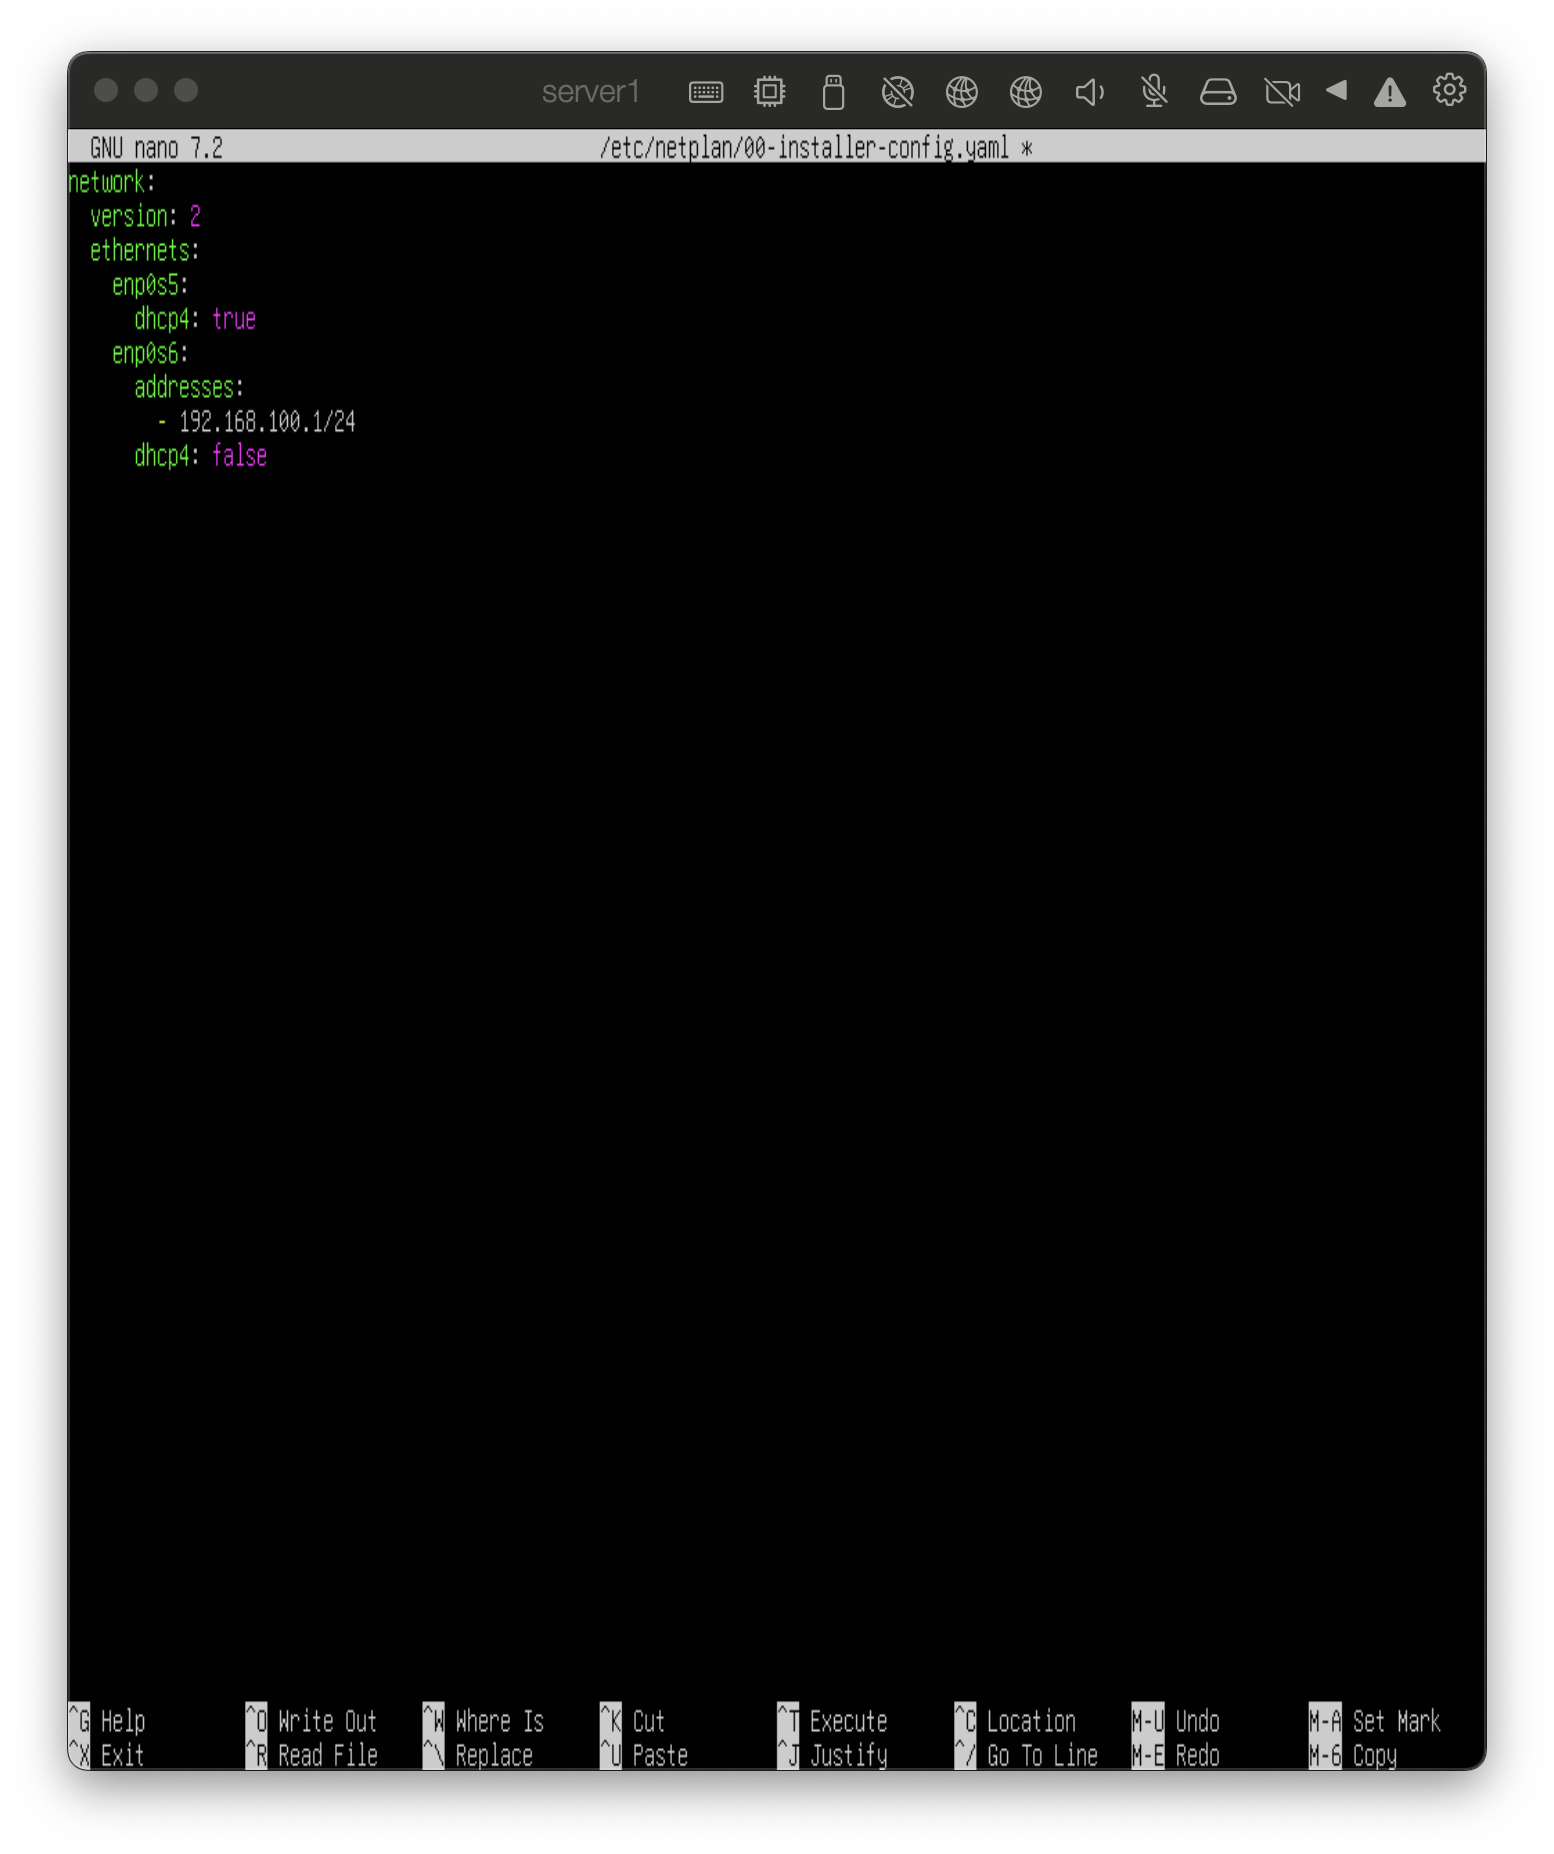 server1
GNU nano 7.2 /etc/netplan/00-installer-config.yaml *
network:
  version: 2
  ethernets:
    enp0s5:
      dhcp4: true
    enp0s6:
      addresses:
        - 192.168.100.1/24
      dhcp4: false
^G Help ^O Write Out ^W Where Is ^K Cut ^T Execute ^C Location M-U Undo M-A Set Mark
^X Exit ^R Read File ^\ Replace ^U Paste ^J Justify ^/ Go To Line M-E Redo M-6 Copy